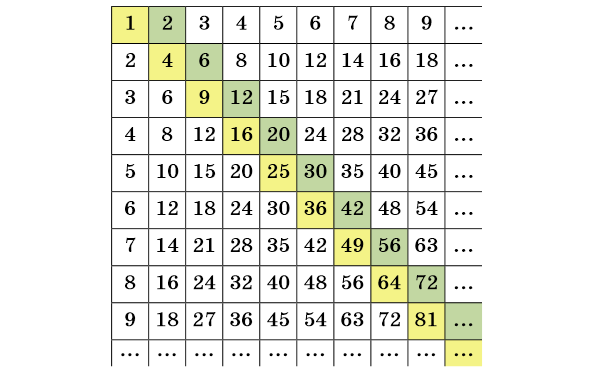 1 2 3 4 5 6 7 8 9 ...
2 4 6 8 10 12 14 16 18 ...
3 6 9 12 15 18 21 24 27 ...
4 8 12 16 20 24 28 32 36 ...
5 10 15 20 25 30 35 40 45 ...
6 12 18 24 30 36 42 48 54 ...
7 14 21 28 35 42 49 56 63 ...
8 16 24 32 40 48 56 64 72 ...
9 18 27 36 45 54 63 72 81 ...
... ... ... ... ... ... ... ... ... ...